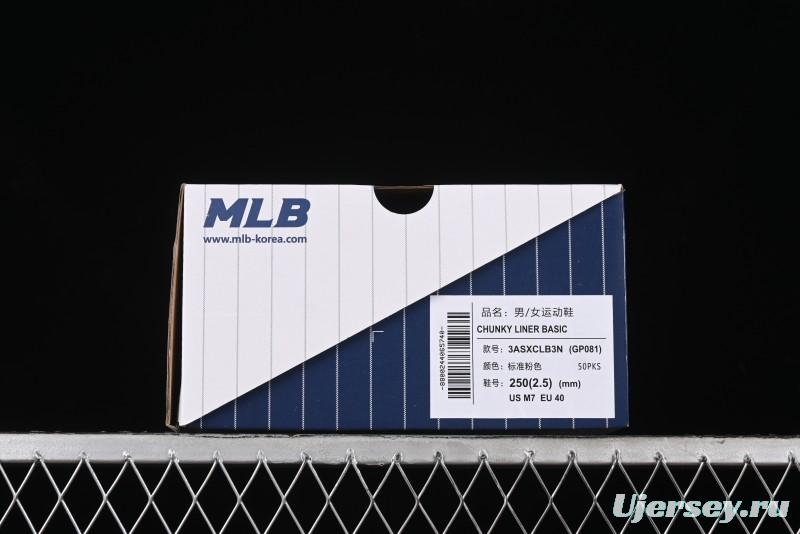 MLB
www.mlb-korea.com
品名：男/女运动鞋
CHUNKY LINER BASIC
款号：3ASXCLB3N (GP081)
颜色：标准粉色 50PKS
鞋号：250(2.5) (mm)
US M7 EU 40
-8800244065740-
Ujersey.ru